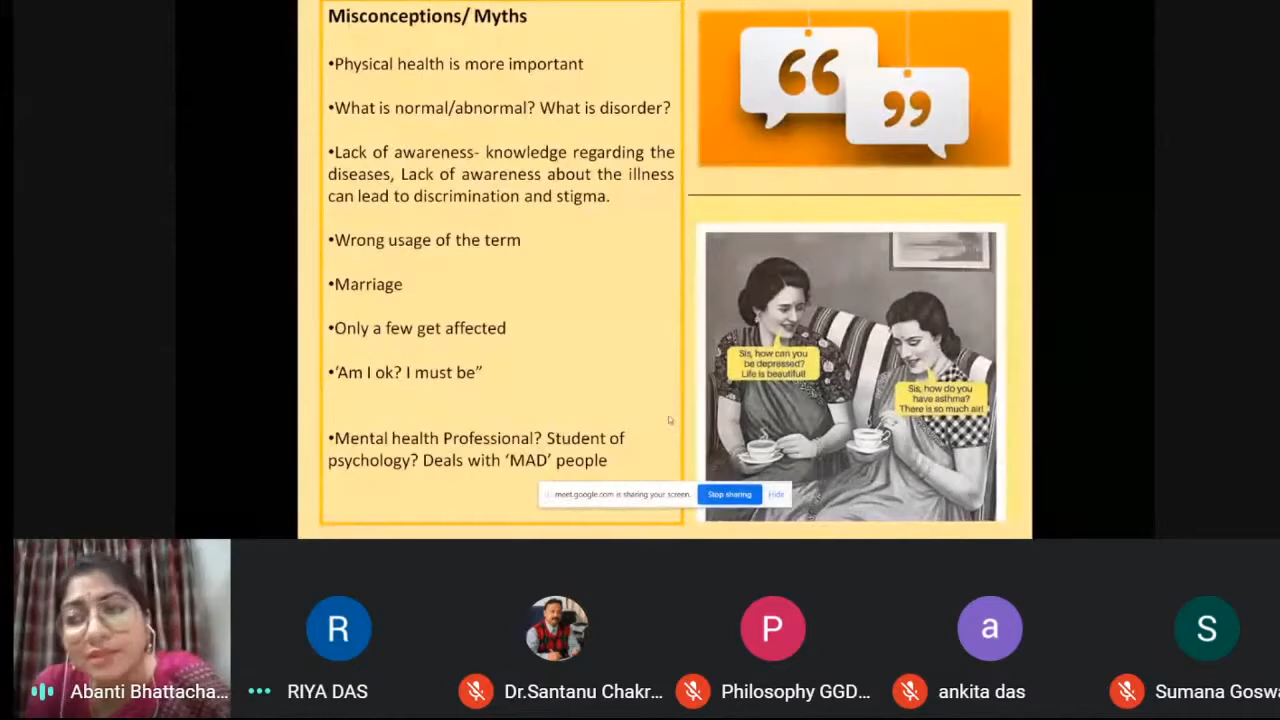 Misconceptions/ Myths
•Physical health is more important
•What is normal/abnormal? What is disorder?
•Lack of awareness- knowledge regarding the
diseases, Lack of awareness about the illness
can lead to discrimination and stigma.
•Wrong usage of the term
•Marriage
•Only a few get affected
•‘Am I ok? I must be”
•Mental health Professional? Student of
psychology? Deals with ‘MAD’ people
“
”
Sis, how can you
be depressed?
Life is beautiful!
Sis, how do you
have asthma?
There is so much air!
meet.google.com is sharing your screen.
Stop sharing
Hide
R
P
a
S
Abanti Bhattacha...
RIYA DAS
Dr.Santanu Chakr...
Philosophy GGD...
ankita das
Sumana Gosw